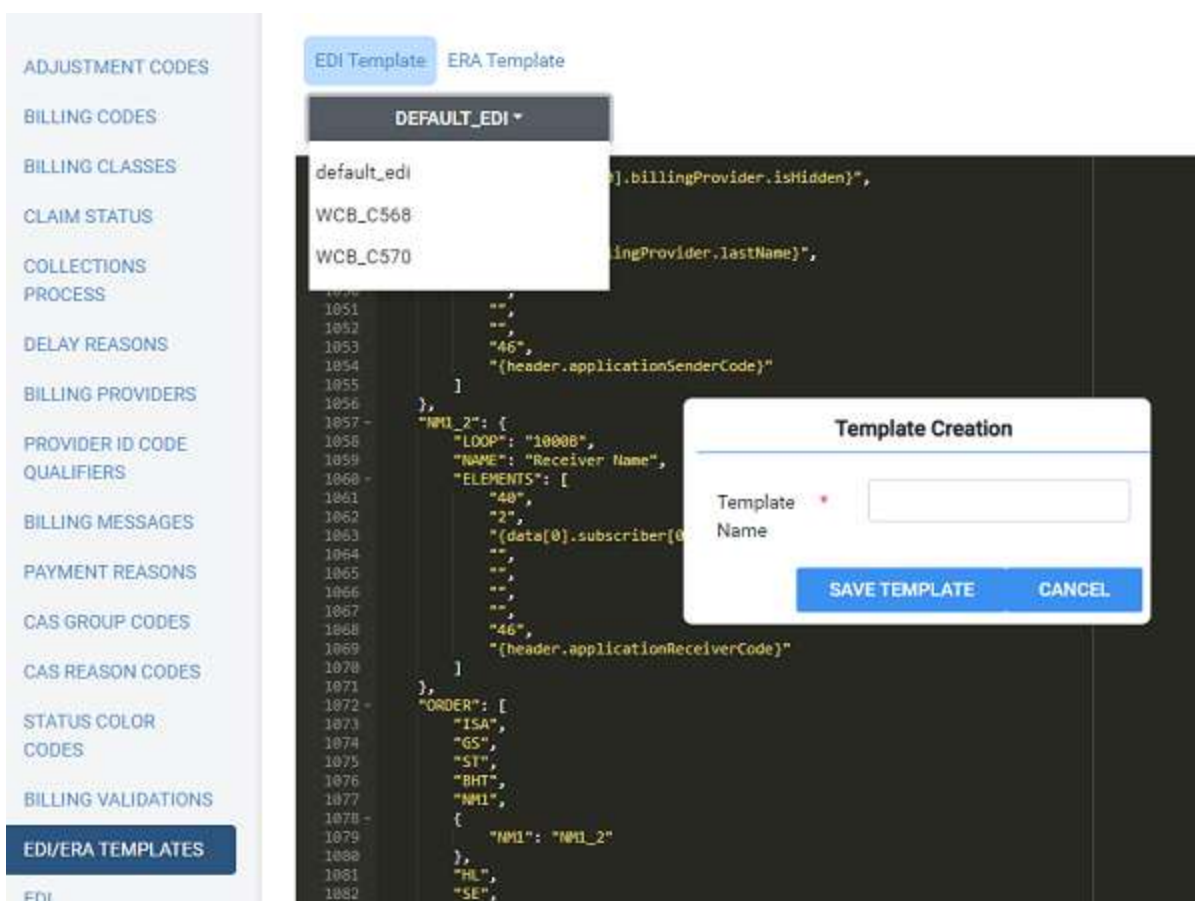 ADJUSTMENT CODES
BILLING CODES
BILLING CLASSES
CLAIM STATUS
COLLECTIONS
PROCESS
DELAY REASONS
BILLING PROVIDERS
PROVIDER ID CODE
QUALIFIERS
BILLING MESSAGES
PAYMENT REASONS
CAS GROUP CODES
CAS REASON CODES
STATUS COLOR
CODES
BILLING VALIDATIONS
EDI/ERA TEMPLATES
EDI
EDI Template ERA Template
DEFAULT_EDI
default_edi
WCB_C568
WCB_C570
].billingProvider.isHidden}",
ingProvider.lastName}",
1051 "",
1052 "",
1053 "46",
1054 "{header.applicationSenderCode}"
1055 ]
1056 },
1057 "NM1_2": {
1058 "LOOP": "1000B",
1059 "NAME": "Receiver Name",
1060 "ELEMENTS": [
1061 "40",
1062 "2",
1063 "{data[0].subscriber[0
1064 "",
1065 "",
1066 "",
1067 "",
1068 "46",
1069 "{header.applicationReceiverCode}"
1070 ]
1071 },
1072 "ORDER": [
1073 "ISA",
1074 "GS",
1075 "ST",
1076 "BHT",
1077 "NM1",
1078 {
1079 "NM1": "NM1_2"
1080 },
1081 "HL",
1082 "SE",
Template Creation
Template *
Name
SAVE TEMPLATE CANCEL